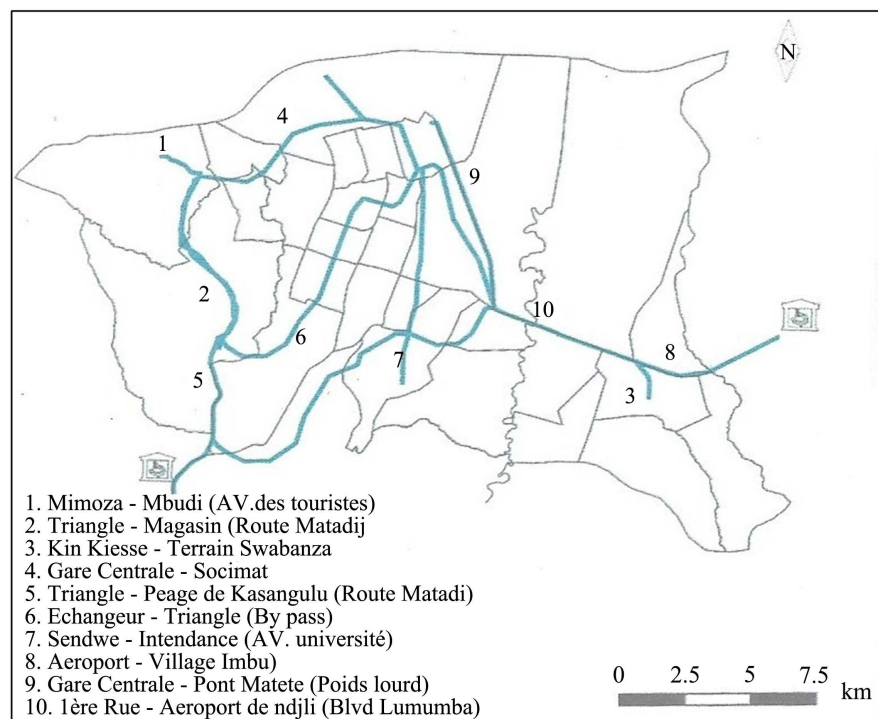 N
4
1
9
2
10
6
8
7
5
3
1. Mimoza - Mbudi (AV.des touristes)
2. Triangle - Magasin (Route Matadij
3. Kin Kiesse - Terrain Swabanza
4. Gare Centrale - Socimat
5. Triangle - Peage de Kasangulu (Route Matadi)
6. Echangeur - Triangle (By pass)
7. Sendwe - Intendance (AV. université)
8. Aeroport - Village Imbu)
9. Gare Centrale - Pont Matete (Poids lourd)
10. 1ère Rue - Aeroport de ndjli (Blvd Lumumba)
0 2.5 5 7.5
km